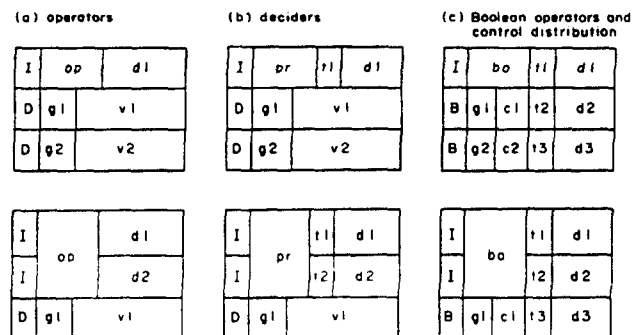 (a) operators (b) deciders (c) Boolean operators and
control distribution
I op d1 I pr t1 d1 I bo t1 d1
D g1 v1 D g1 v1 B g1 c1 t2 d2
D g2 v2 D g2 v2 B g2 c2 t3 d3
I op d1 I pr t1 d1 I bo t1 d1
I d2 I t2 d2 I t2 d2
D g1 v1 D g1 v1 B g1 c1 t3 d3